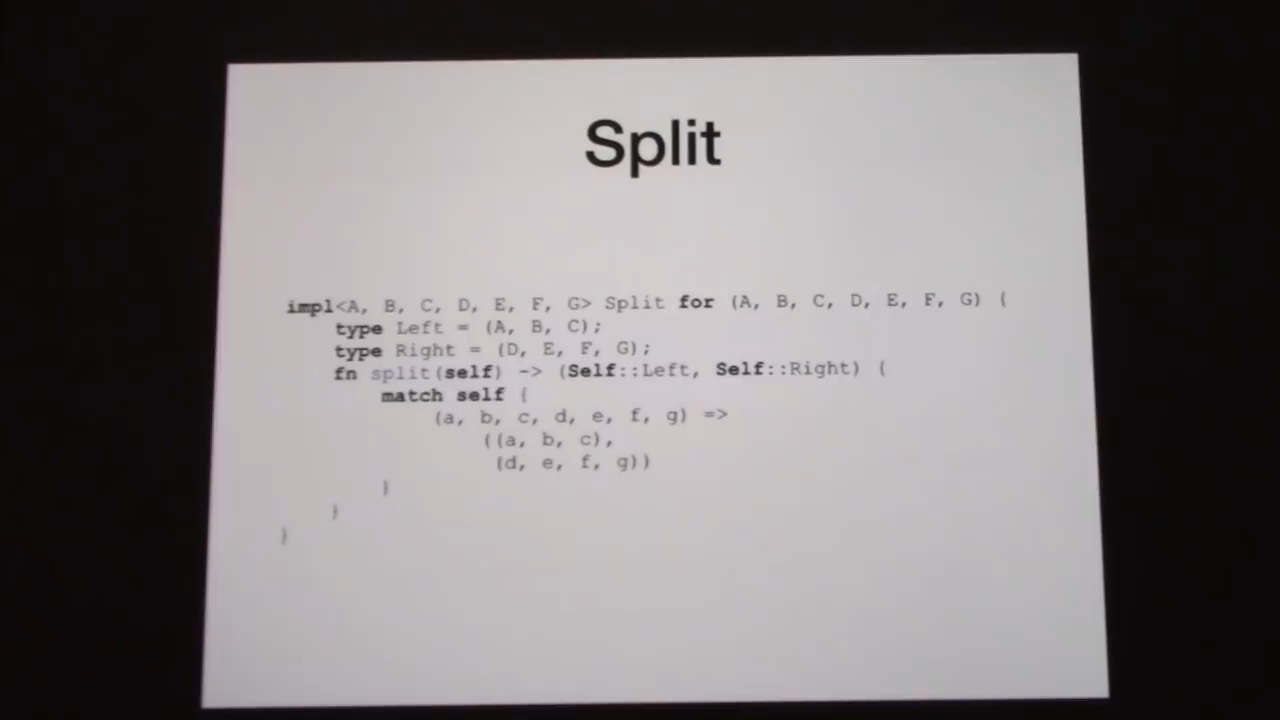 Split
impl<A, B, C, D, E, F, G> Split for (A, B, C, D, E, F, G) {
    type Left = (A, B, C);
    type Right = (D, E, F, G);
    fn split(self) -> (Self::Left, Self::Right) {
        match self {
            (a, b, c, d, e, f, g) =>
                ((a, b, c),
                 (d, e, f, g))
        }
    }
}